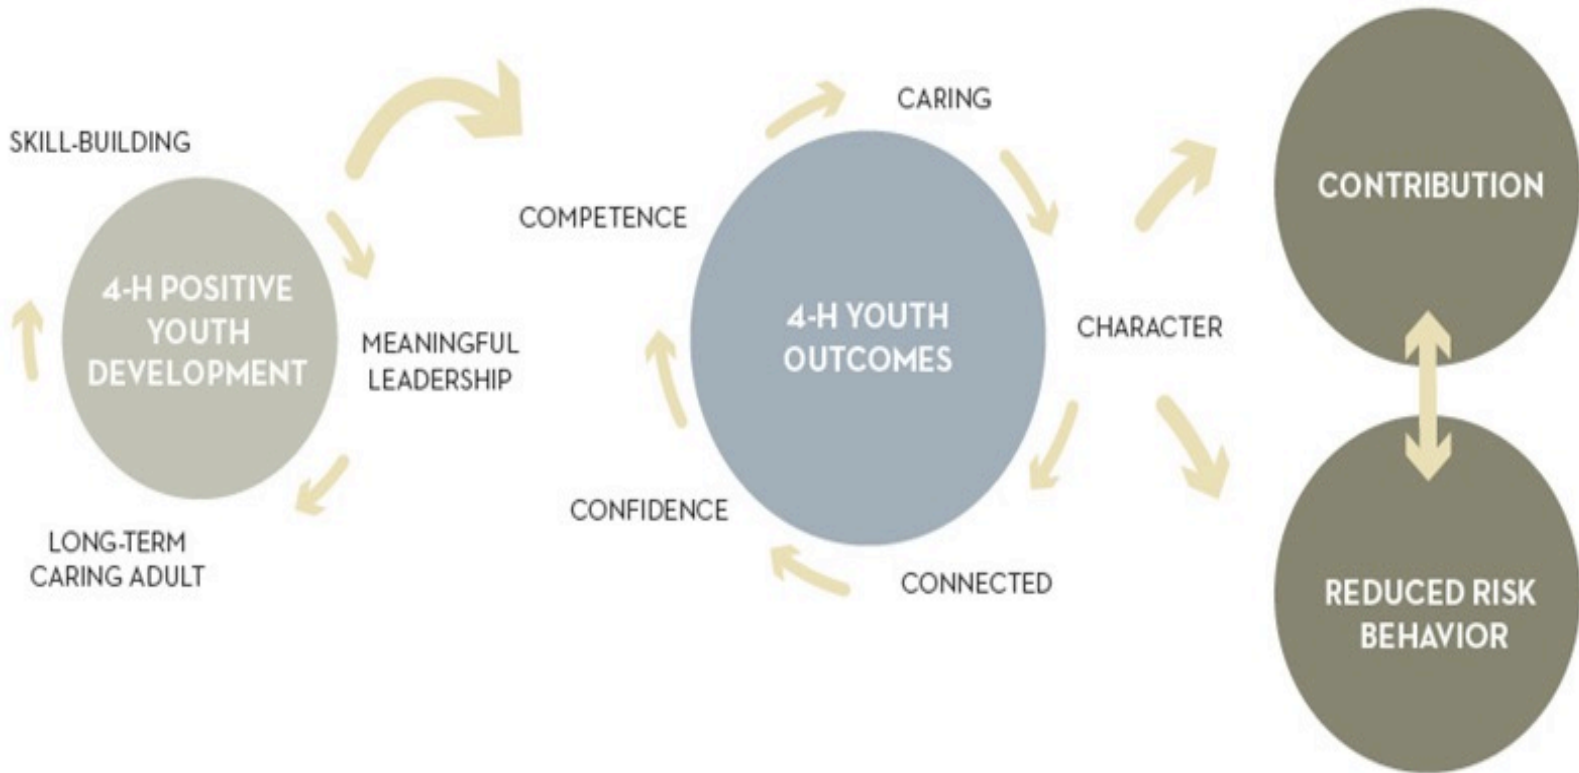 SKILL-BUILDING
4-H POSITIVE
YOUTH
DEVELOPMENT
MEANINGFUL
LEADERSHIP
LONG-TERM
CARING ADULT
COMPETENCE
CARING
4-H YOUTH
OUTCOMES
CHARACTER
CONFIDENCE
CONNECTED
CONTRIBUTION
REDUCED RISK
BEHAVIOR